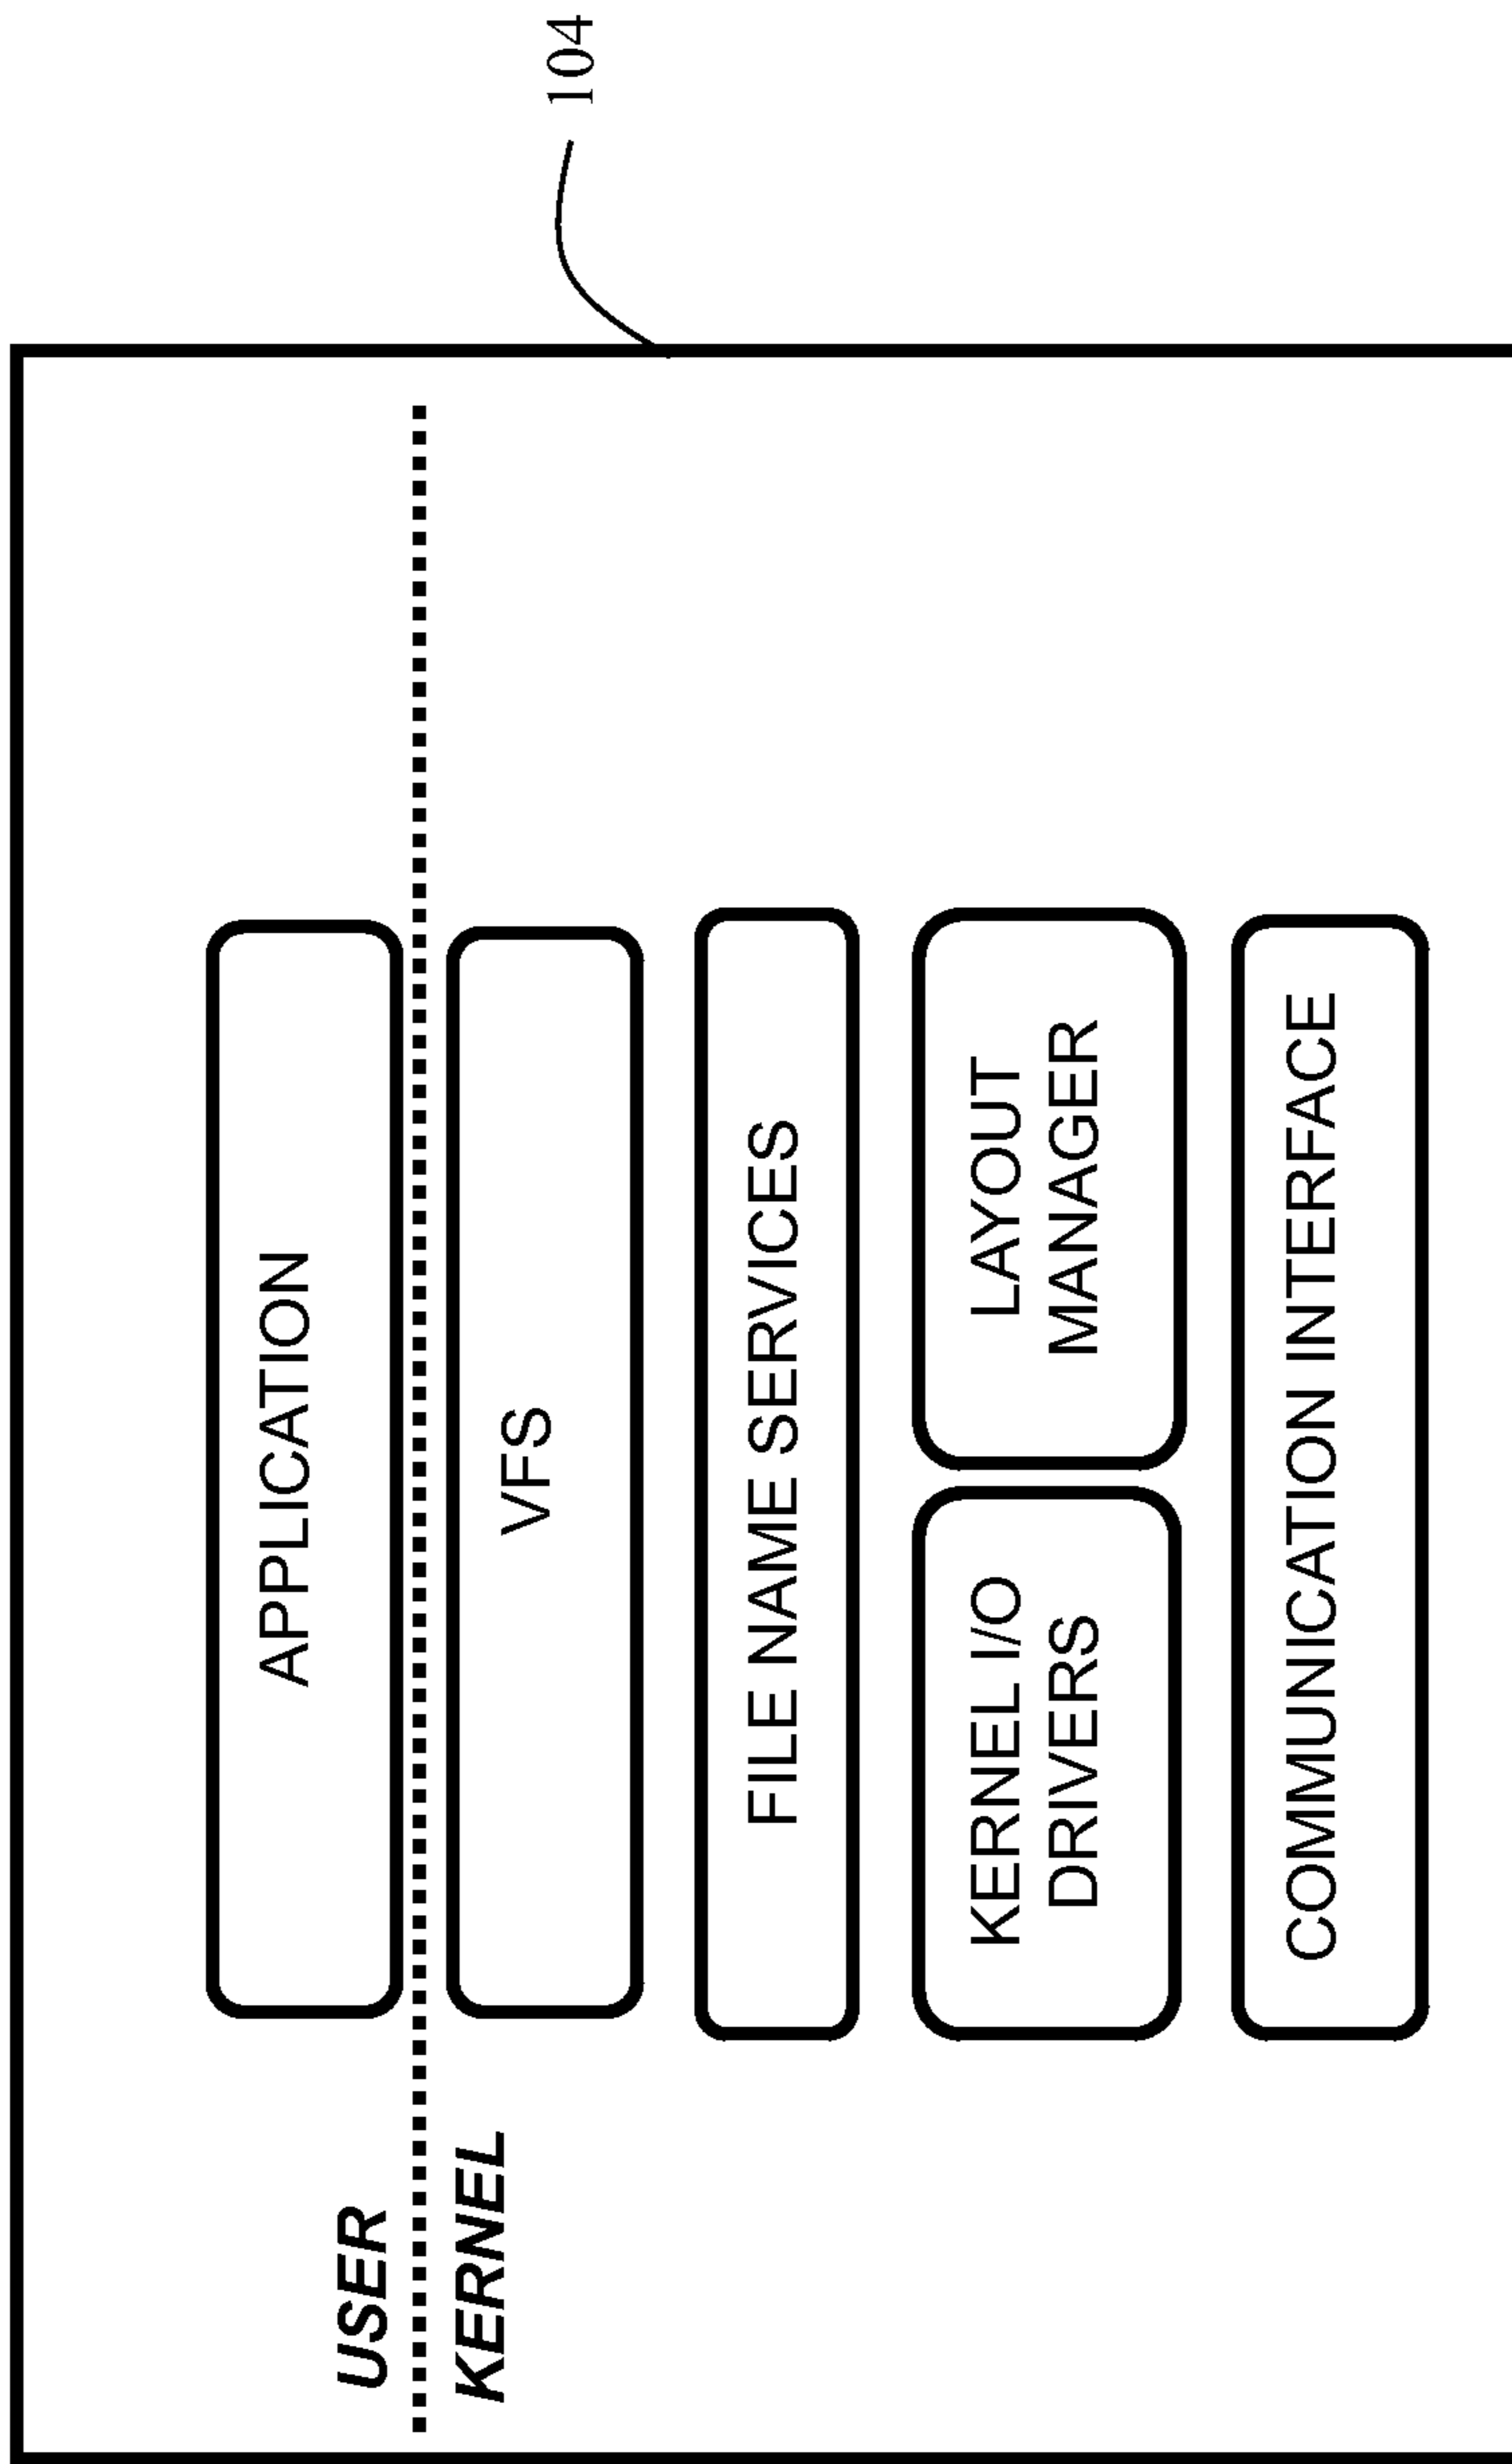 104
APPLICATION
USER
KERNEL
VFS
FILE NAME SERVICES
KERNEL I/O
DRIVERS
LAYOUT
MANAGER
COMMUNICATION INTERFACE